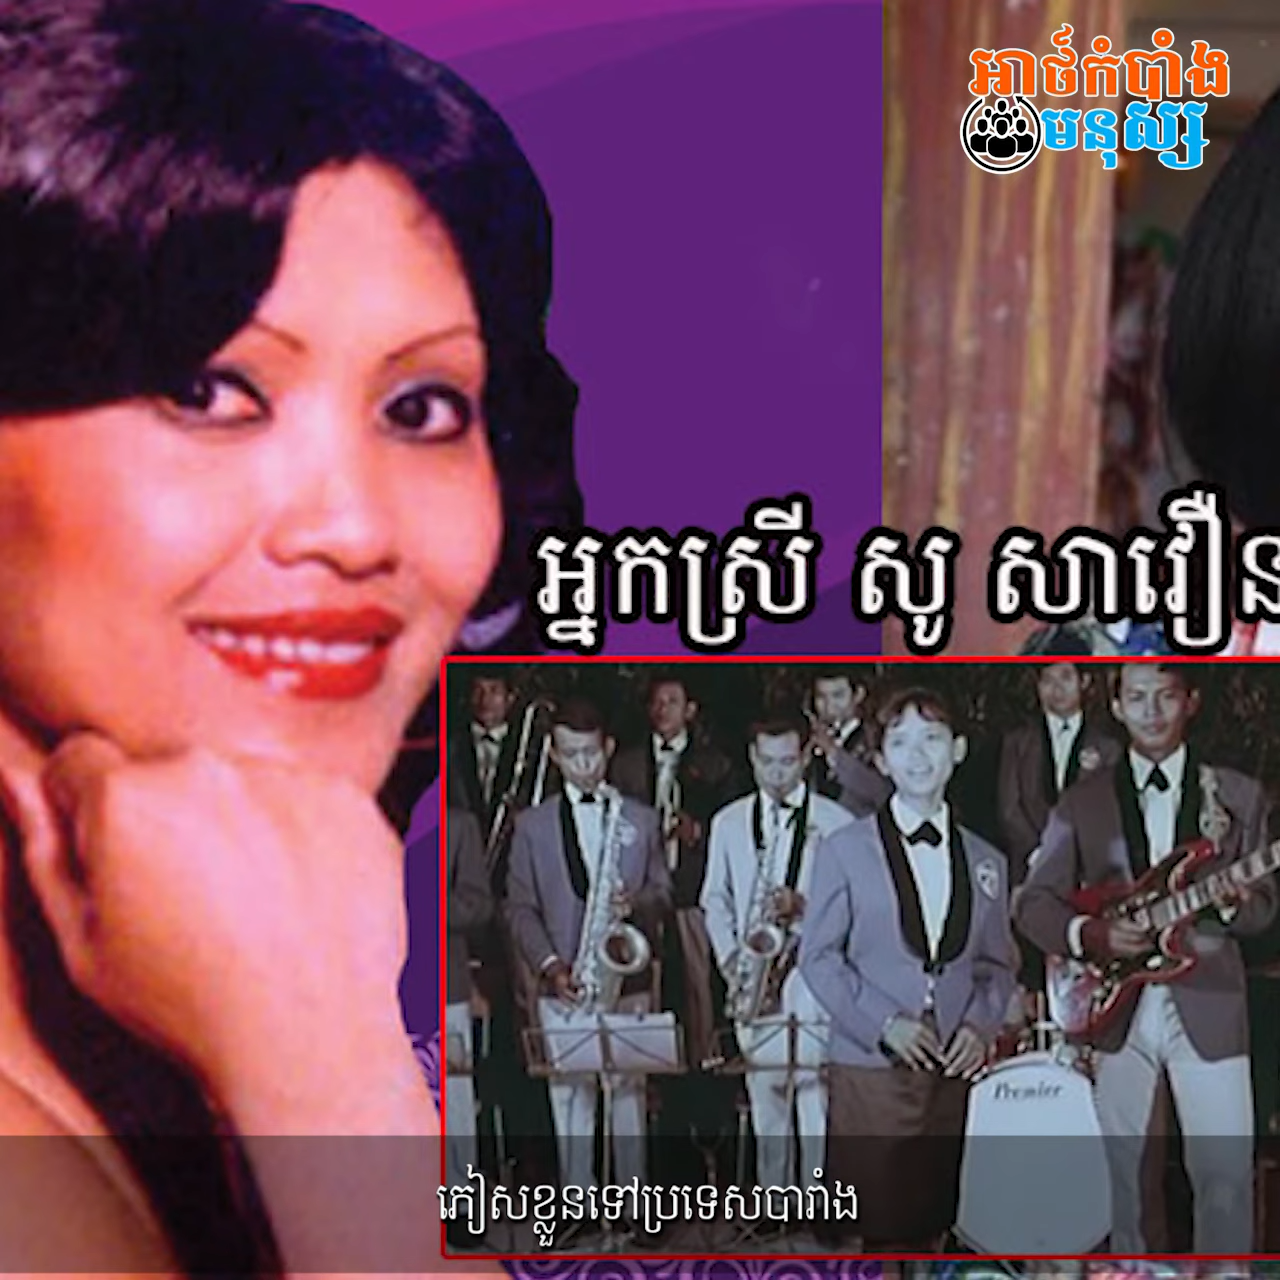 អាថ៌កំបាំង
មនុស្ស
អ្នកស្រី សូ សាវឿន
Premier
ភៀសខ្លួនទៅប្រទេសបារាំង